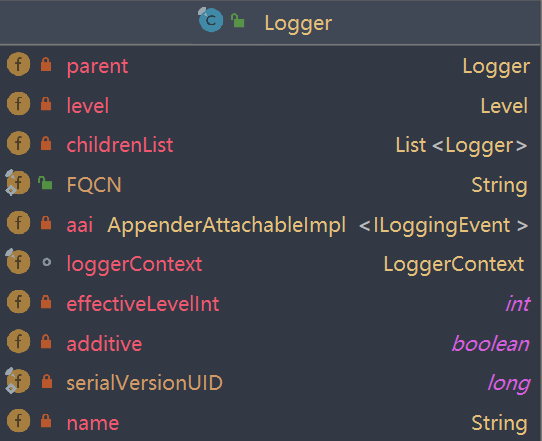 Logger
parent Logger
level Level
childrenList List <Logger>
FQCN String
aai AppenderAttachableImpl <ILoggingEvent >
loggerContext LoggerContext
effectiveLevelInt int
additive boolean
serialVersionUID long
name String